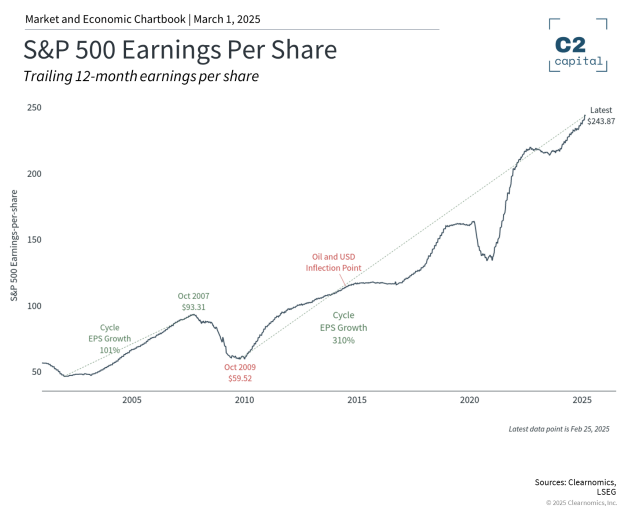 Market and Economic Chartbook | March 1, 2025
S&P 500 Earnings Per Share
Trailing 12-month earnings per share
C2
capital
S&P 500 Earnings-per-share
250
200
150
100
50
Latest
$243.87
Oil and USD
Inflection Point
Oct 2007
$93.31
Cycle
EPS Growth
101%
Cycle
EPS Growth
310%
Oct 2009
$59.52
2005
2010
2015
2020
2025
Latest data point is Feb 25, 2025
Sources: Clearnomics,
LSEG
© 2025 Clearnomics, Inc.